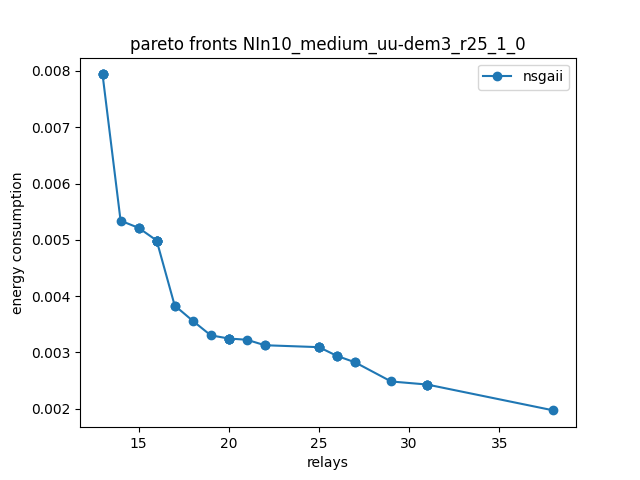 pareto fronts NIn10_medium_uu-dem3_r25_1_0
nsgaii
energy consumption
0.008
0.007
0.006
0.005
0.004
0.003
0.002
15 20 25 30 35
relays